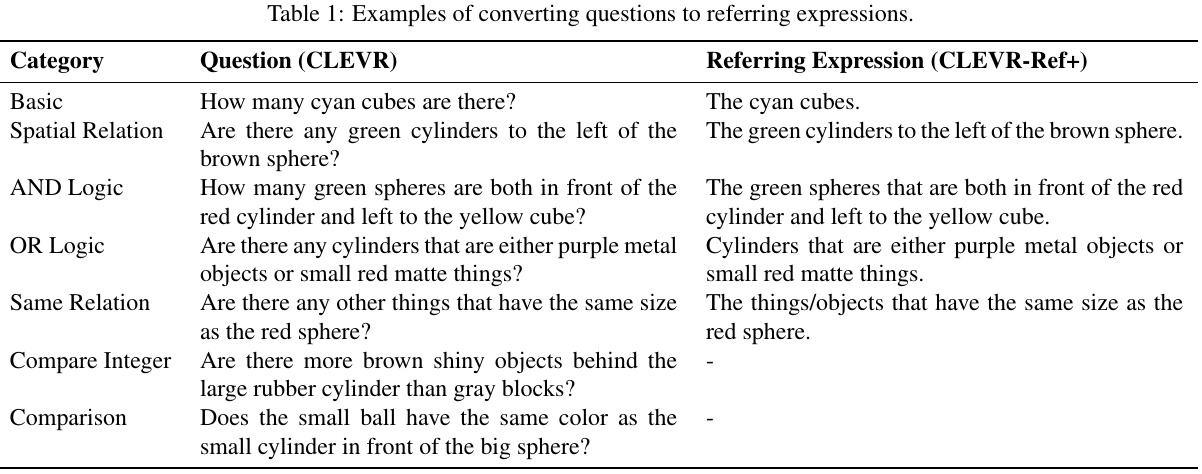 Table 1: Examples of converting questions to referring expressions.
Category Question (CLEVR) Referring Expression (CLEVR-Ref+)
Basic How many cyan cubes are there? The cyan cubes.
Spatial Relation Are there any green cylinders to the left of the The green cylinders to the left of the brown sphere.
brown sphere?
AND Logic How many green spheres are both in front of the The green spheres that are both in front of the red
red cylinder and left to the yellow cube? cylinder and left to the yellow cube.
OR Logic Are there any cylinders that are either purple metal Cylinders that are either purple metal objects or
objects or small red matte things? small red matte things.
Same Relation Are there any other things that have the same size The things/objects that have the same size as the
as the red sphere? red sphere.
Compare Integer Are there more brown shiny objects behind the -
large rubber cylinder than gray blocks?
Comparison Does the small ball have the same color as the -
small cylinder in front of the big sphere?